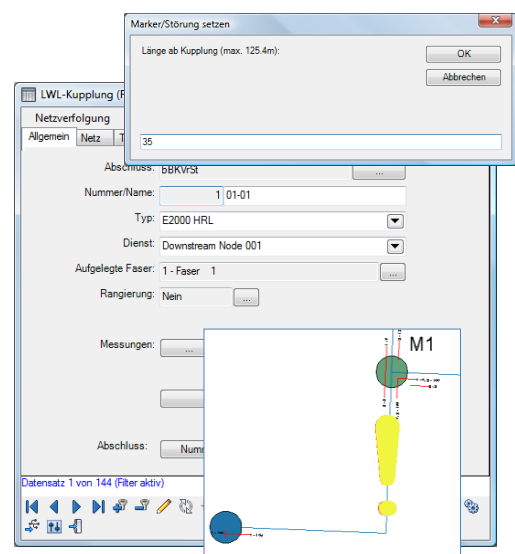 Marker/Störung setzen
Länge ab Kupplung (max. 125.4m):
OK
Abbrechen
35
LWL-Kupplung (F
Netzverfolgung
Allgemein Netz T
Abschluss: BBKVrSt ...
Nummer/Name: 1 01-01
Typ: E2000 HRL
Dienst: Downstream Node 001
Aufgelegte Faser: 1 - Faser 1 ...
Rangierung: Nein ...
Messungen: ...
M1
Abschluss: Numm
Datensatz 1 von 144 (Filter aktiv)